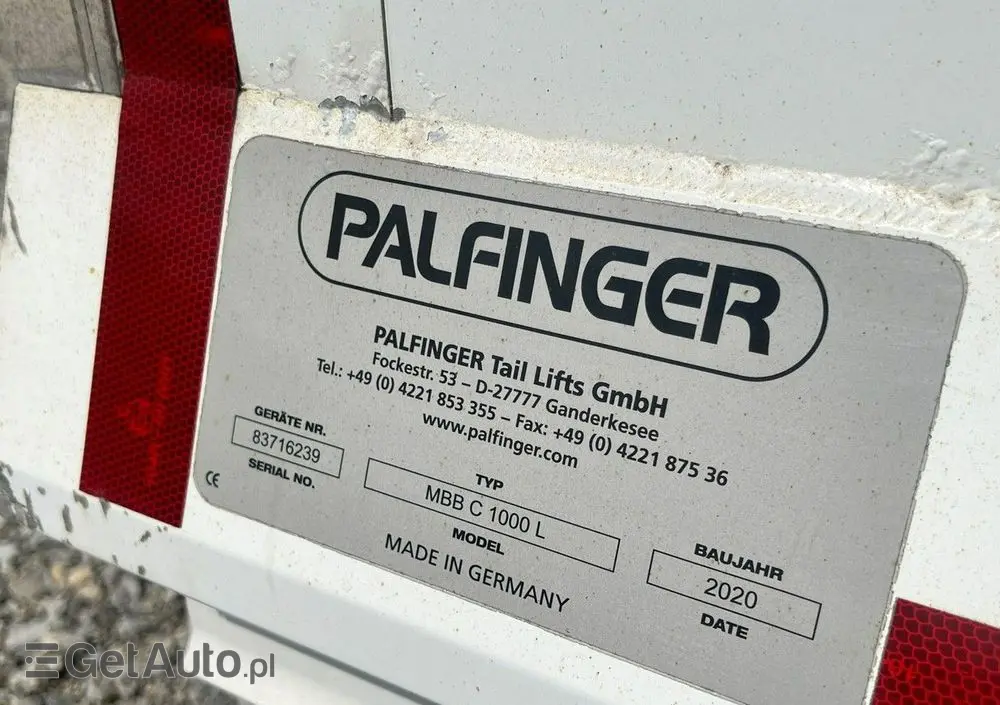 PALFINGER
PALFINGER Tail Lifts GmbH
Fockestr. 53 – D-27777 Ganderkesee
Tel.: +49 (0) 4221 853 355 – Fax: +49 (0) 4221 875 36
www.palfinger.com
GERÄTE NR.
83716239
SERIAL NO.
CE
TYP
MBB C 1000 L
MODEL
BAUJAHR
2020
DATE
MADE IN GERMANY
GetAuto.pl